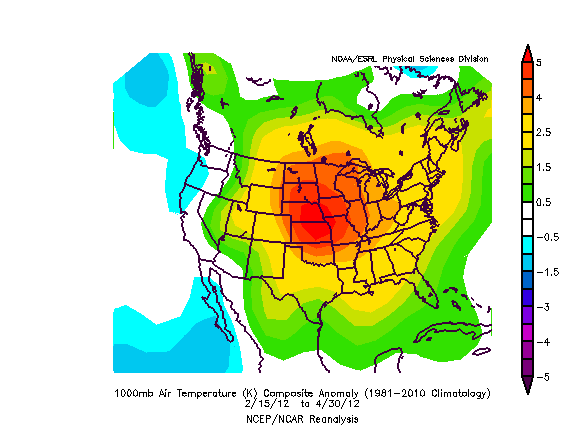 NOAA/ESRL Physical Sciences Division
5
4
2.5
1.5
0.5
-0.5
-1.5
-3
-4
-5
1000mb Air Temperature (K) Composite Anomaly (1981-2010 Climatology)
2/15/12 to 4/30/12
NCEP/NCAR Reanalysis